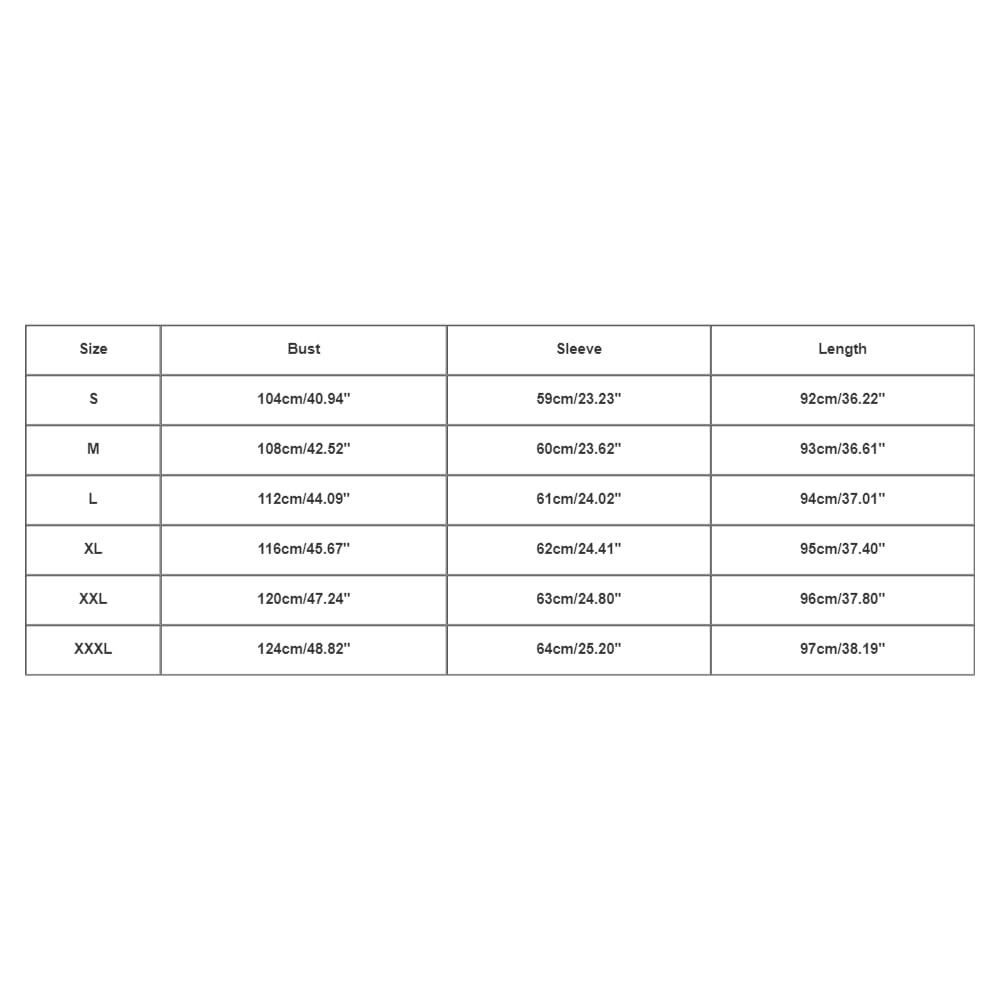 Size Bust Sleeve Length
S 104cm/40.94" 59cm/23.23" 92cm/36.22"
M 108cm/42.52" 60cm/23.62" 93cm/36.61"
L 112cm/44.09" 61cm/24.02" 94cm/37.01"
XL 116cm/45.67" 62cm/24.41" 95cm/37.40"
XXL 120cm/47.24" 63cm/24.80" 96cm/37.80"
XXXL 124cm/48.82" 64cm/25.20" 97cm/38.19"